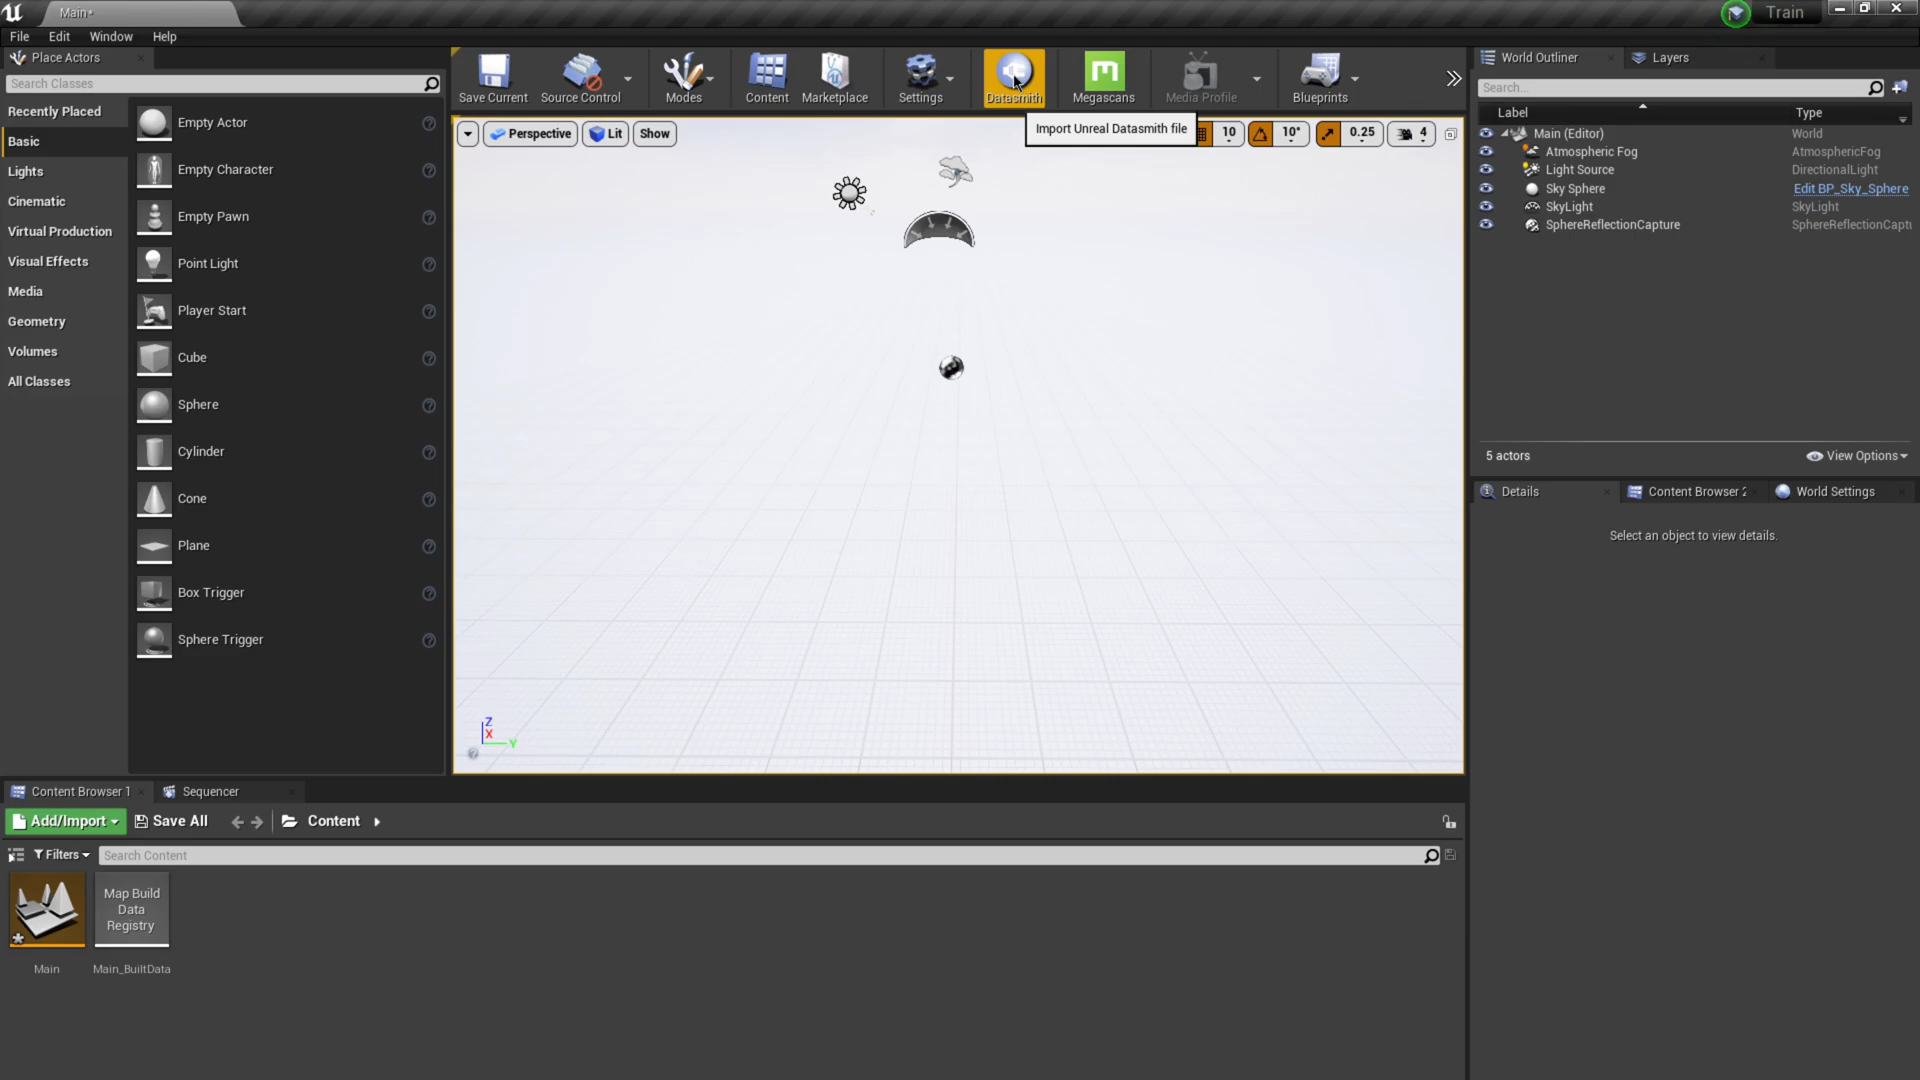 Main*
Train
File Edit Window Help
Place Actors
Search Classes
Recently Placed
Basic
Lights
Cinematic
Virtual Production
Visual Effects
Media
Geometry
Volumes
All Classes
Empty Actor
Empty Character
Empty Pawn
Point Light
Player Start
Cube
Sphere
Cylinder
Cone
Plane
Box Trigger
Sphere Trigger
Save Current Source Control Modes Content Marketplace Settings Datasmith Megascans Media Profile Blueprints
Import Unreal Datasmith file
Perspective Lit Show 10 10° 0.25 4
Z
X
Y
World Outliner Layers
Search...
Label Type
Main (Editor) World
Atmospheric Fog AtmosphericFog
Light Source DirectionalLight
Sky Sphere Edit BP_Sky_Sphere
SkyLight SkyLight
SphereReflectionCapture SphereReflectionCaptu
5 actors View Options
Details Content Browser 2 World Settings
Select an object to view details.
Content Browser 1 Sequencer
Add/Import Save All Content
Filters Search Content
Map Build
Data
Registry
Main Main_BuiltData